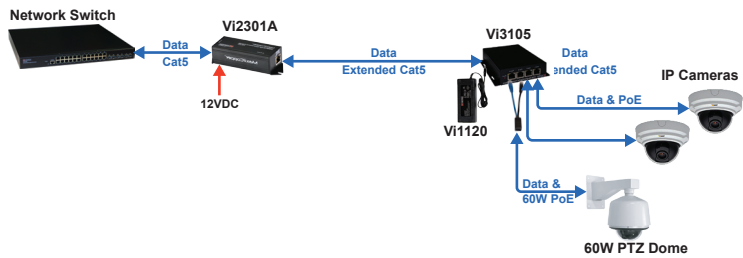 Network Switch
Vi2301A
Data
Cat5
12VDC
Data
Extended Cat5
Vi3105
Vi1120
Data
ended Cat5
IP Cameras
Data & PoE
Data &
60W PoE
60W PTZ Dome